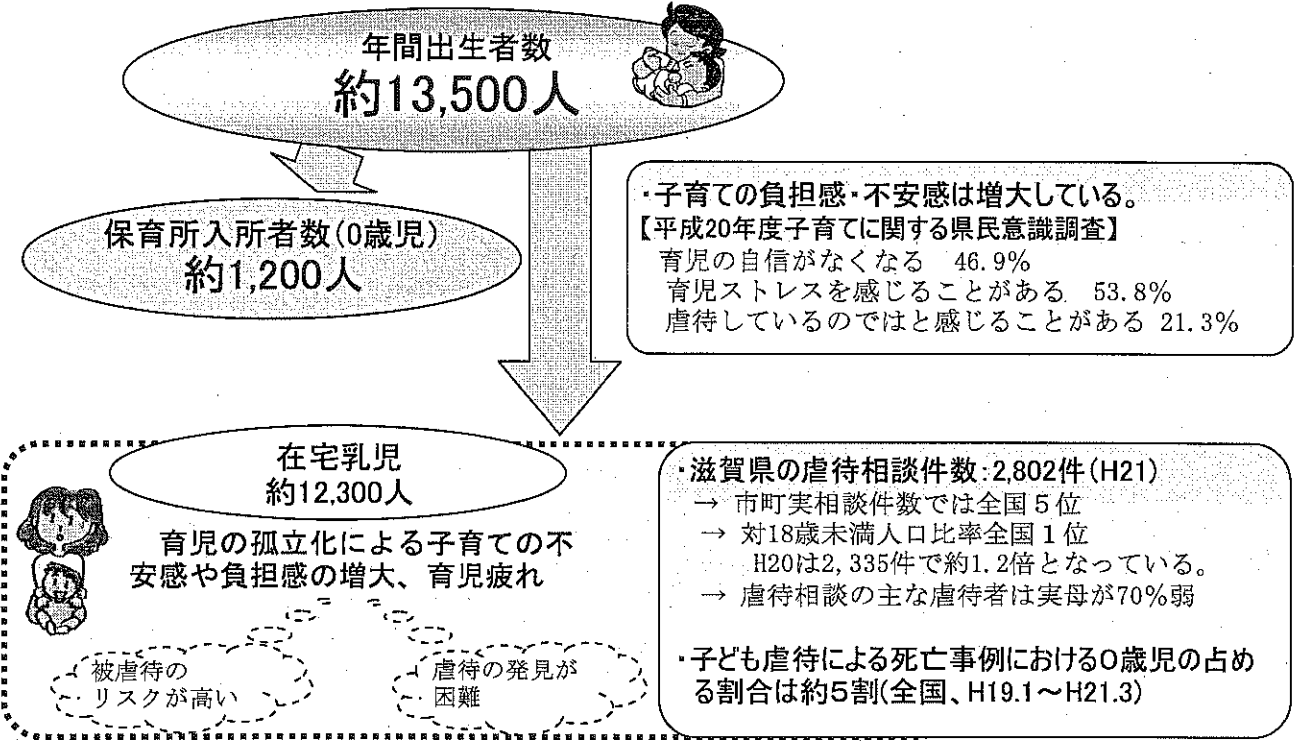 年間出生者数
約13,500人
保育所入所者数(0歳児)
約1,200人
・子育ての負担感・不安感は増大している。
【平成20年度子育てに関する県民意識調査】
育児の自信がなくなる 46.9%
育児ストレスを感じることがある 53.8%
虐待しているのではと感じることがある 21.3%
在宅乳児
約12,300人
育児の孤立化による子育ての不
安感や負担感の増大、育児疲れ
被虐待の
リスクが高い
虐待の発見が
困難
・滋賀県の虐待相談件数:2,802件(H21)
→ 市町実相談件数では全国5位
→ 対18歳未満人口比率全国1位
H20は2,335件で約1.2倍となっている。
→ 虐待相談の主な虐待者は実母が70%弱
・子ども虐待による死亡事例における0歳児の占め
る割合は約5割(全国、H19.1～H21.3)